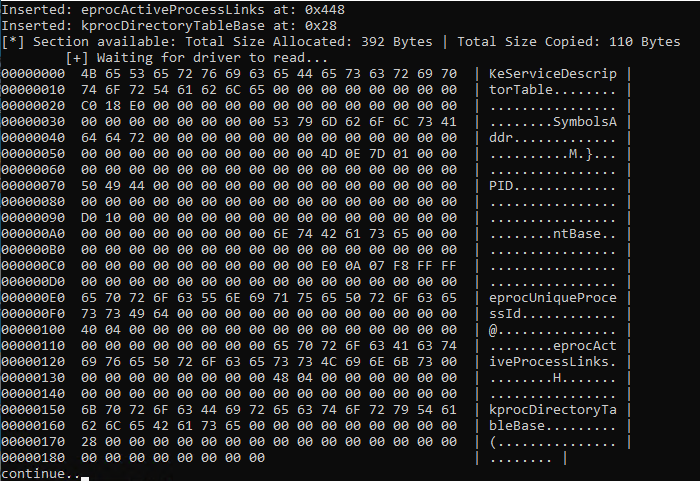 Inserted: eprocActiveProcessLinks at: 0x448
Inserted: kprocDirectoryTableBase at: 0x28
[*] Section available: Total Size Allocated: 392 Bytes | Total Size Copied: 110 Bytes
[+] Waiting for driver to read...
00000000 4B 65 53 65 72 76 69 63 65 44 65 73 63 72 69 70 | KeServiceDescrip |
00000010 74 6F 72 54 61 62 6C 65 00 00 00 00 00 00 00 00 | torTable........ |
00000020 C0 18 E0 00 00 00 00 00 00 00 00 00 00 00 00 00 | ................ |
00000030 00 00 00 00 00 00 00 00 53 79 6D 62 6F 6C 73 41 | ........SymbolsA |
00000040 64 64 72 00 00 00 00 00 00 00 00 00 00 00 00 00 | ddr............. |
00000050 00 00 00 00 00 00 00 00 00 00 4D 0E 7D 01 00 00 | ..........M.}... |
00000060 00 00 00 00 00 00 00 00 00 00 00 00 00 00 00 00 | ................ |
00000070 50 49 44 00 00 00 00 00 00 00 00 00 00 00 00 00 | PID............. |
00000080 00 00 00 00 00 00 00 00 00 00 00 00 00 00 00 00 | ................ |
00000090 D0 10 00 00 00 00 00 00 00 00 00 00 00 00 00 00 | ................ |
000000A0 00 00 00 00 00 00 00 00 6E 74 42 61 73 65 00 00 | ........ntBase.. |
000000B0 00 00 00 00 00 00 00 00 00 00 00 00 00 00 00 00 | ................ |
000000C0 00 00 00 00 00 00 00 00 00 00 E0 0A 07 F8 FF FF | ................ |
000000D0 00 00 00 00 00 00 00 00 00 00 00 00 00 00 00 00 | ................ |
000000E0 65 70 72 6F 63 55 6E 69 71 75 65 50 72 6F 63 65 | eprocUniqueProce |
000000F0 73 73 49 64 00 00 00 00 00 00 00 00 00 00 00 00 | ssId............ |
00000100 40 04 00 00 00 00 00 00 00 00 00 00 00 00 00 00 | @............... |
00000110 00 00 00 00 00 00 00 00 65 70 72 6F 63 41 63 74 | ........eprocAct |
00000120 69 76 65 50 72 6F 63 65 73 73 4C 69 6E 6B 73 00 | iveProcessLinks. |
00000130 00 00 00 00 00 00 00 00 48 04 00 00 00 00 00 00 | ........H....... |
00000140 00 00 00 00 00 00 00 00 00 00 00 00 00 00 00 00 | ................ |
00000150 6B 70 72 6F 63 44 69 72 65 63 74 6F 72 79 54 61 | kprocDirectoryTa |
00000160 62 6C 65 42 61 73 65 00 00 00 00 00 00 00 00 00 | bleBase......... |
00000170 28 00 00 00 00 00 00 00 00 00 00 00 00 00 00 00 | (............... |
00000180 00 00 00 00 00 00 00 00 | ........ |
continue..